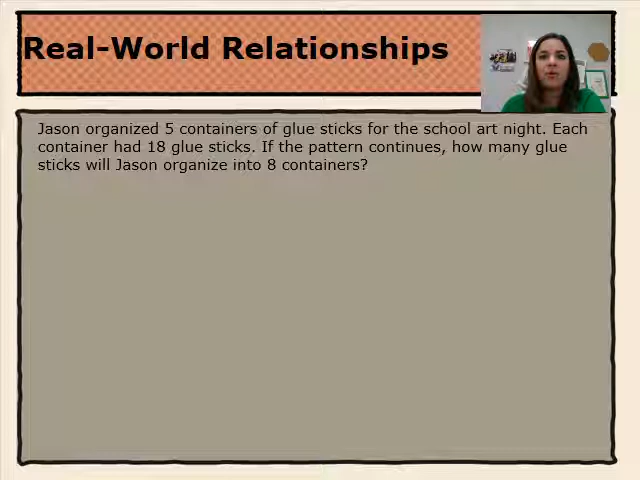 Real-World Relationships
Jason organized 5 containers of glue sticks for the school art night. Each
container had 18 glue sticks. If the pattern continues, how many glue
sticks will Jason organize into 8 containers?